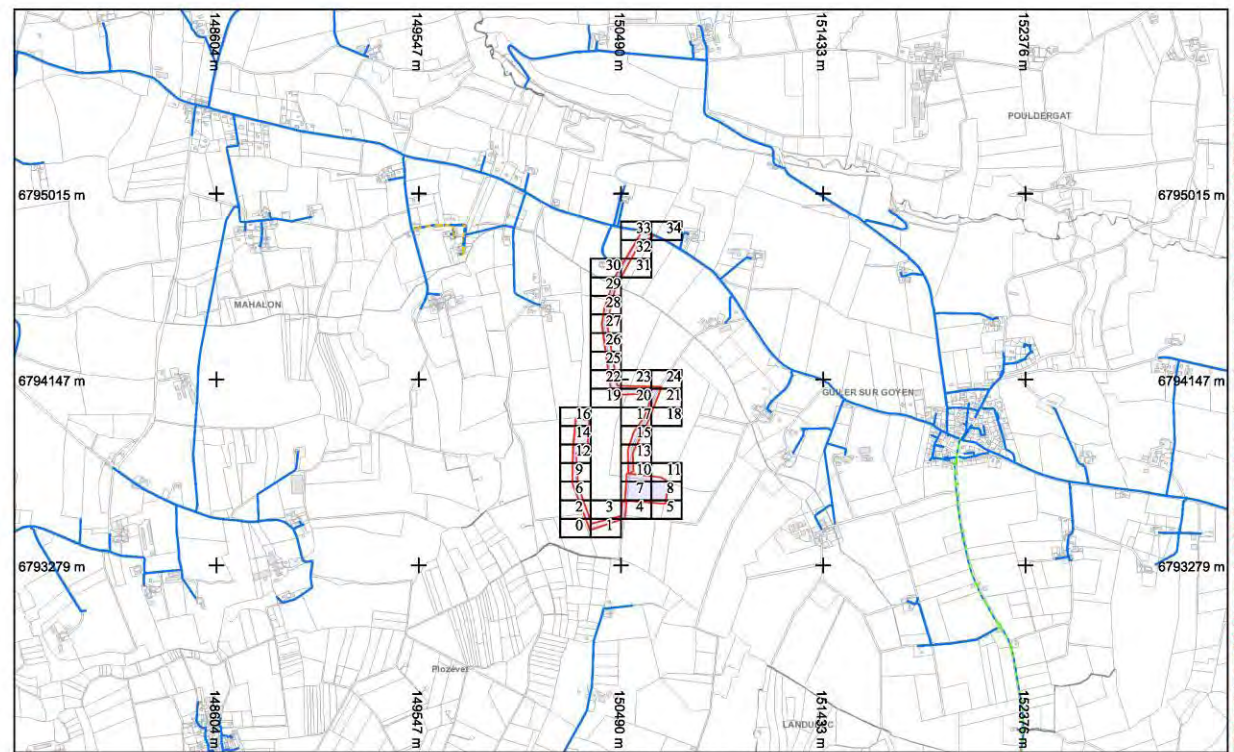 148604 m
149547 m
150490 m
151433 m
152376 m
POULDERGAT
6795015 m
6795015 m
33 34
32
30 31
29
MAHALON
28
27
26
25
6794147 m
22 23 24
6794147 m
19 20 21
GUILER SUR GOYEN
16 17 18
14 15
12 13
9 10 11
6 7 8
2 3 4 5
0 1
6793279 m
6793279 m
Plozévet
148604 m
149547 m
150490 m
151433 m
152376 m